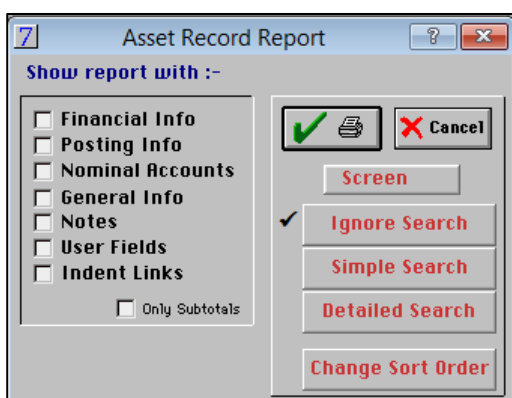 7 Asset Record Report ?
Show report with :-
Financial Info
Posting Info
Nominal Accounts
General Info
Notes
User Fields
Indent Links
Only Subtotals
Cancel
Screen
Ignore Search
Simple Search
Detailed Search
Change Sort Order